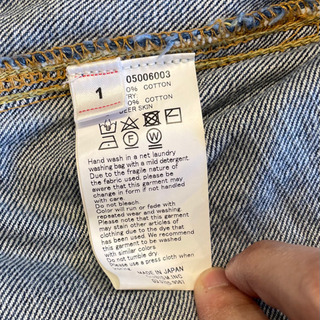 1
05006003
0% COTTON
RY:
0% COTTON
DEER SKIN
F
W
Hand wash in a net laundry
washing bag with a mild detergent.
Due to the fragile nature of
the fabric used, please be
aware that this garment may
change in form if not handled
with care.
Do not bleach
Color will run or fade with
repeated wear and washing
Please note this garment
may stain other articles of
clothing due to the dye that
has been used. We recommend
this garment to be washed
with similar colors.
Do not tumble dry.
Please use a press cloth when
MADE IN JAPAN
INC.